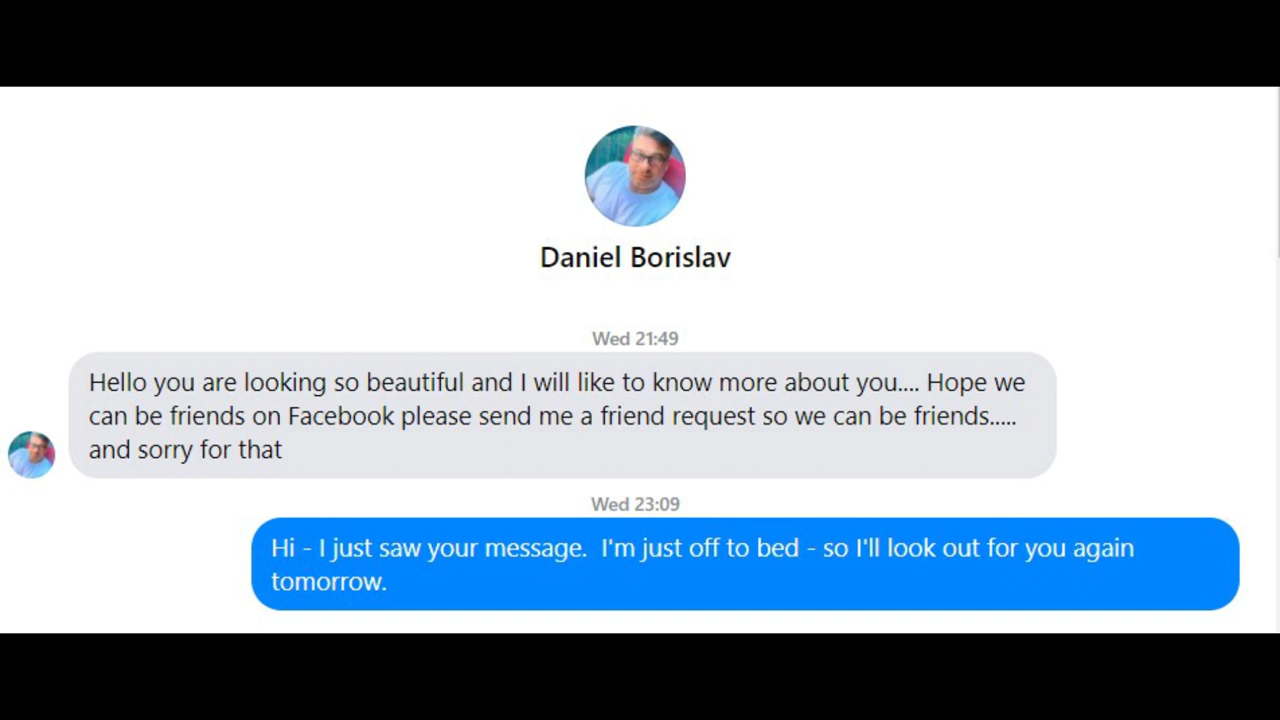 Daniel Borislav
Wed 21:49
Hello you are looking so beautiful and I will like to know more about you.... Hope we
can be friends on Facebook please send me a friend request so we can be friends.....
and sorry for that
Wed 23:09
Hi - I just saw your message.  I'm just off to bed - so I'll look out for you again
tomorrow.